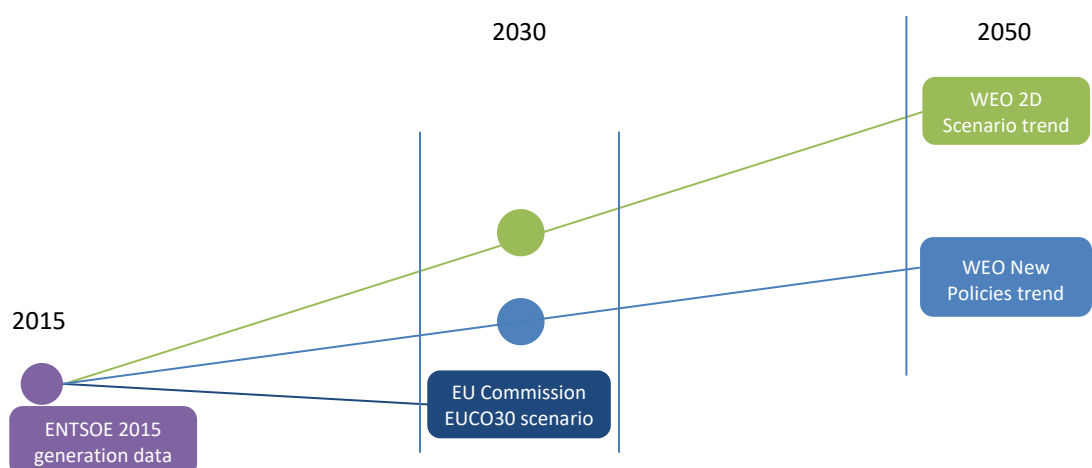 2030
2050
WEO 2D
Scenario trend
WEO New
Policies trend
2015
EU Commission
EUCO30 scenario
ENTSOE 2015
generation data